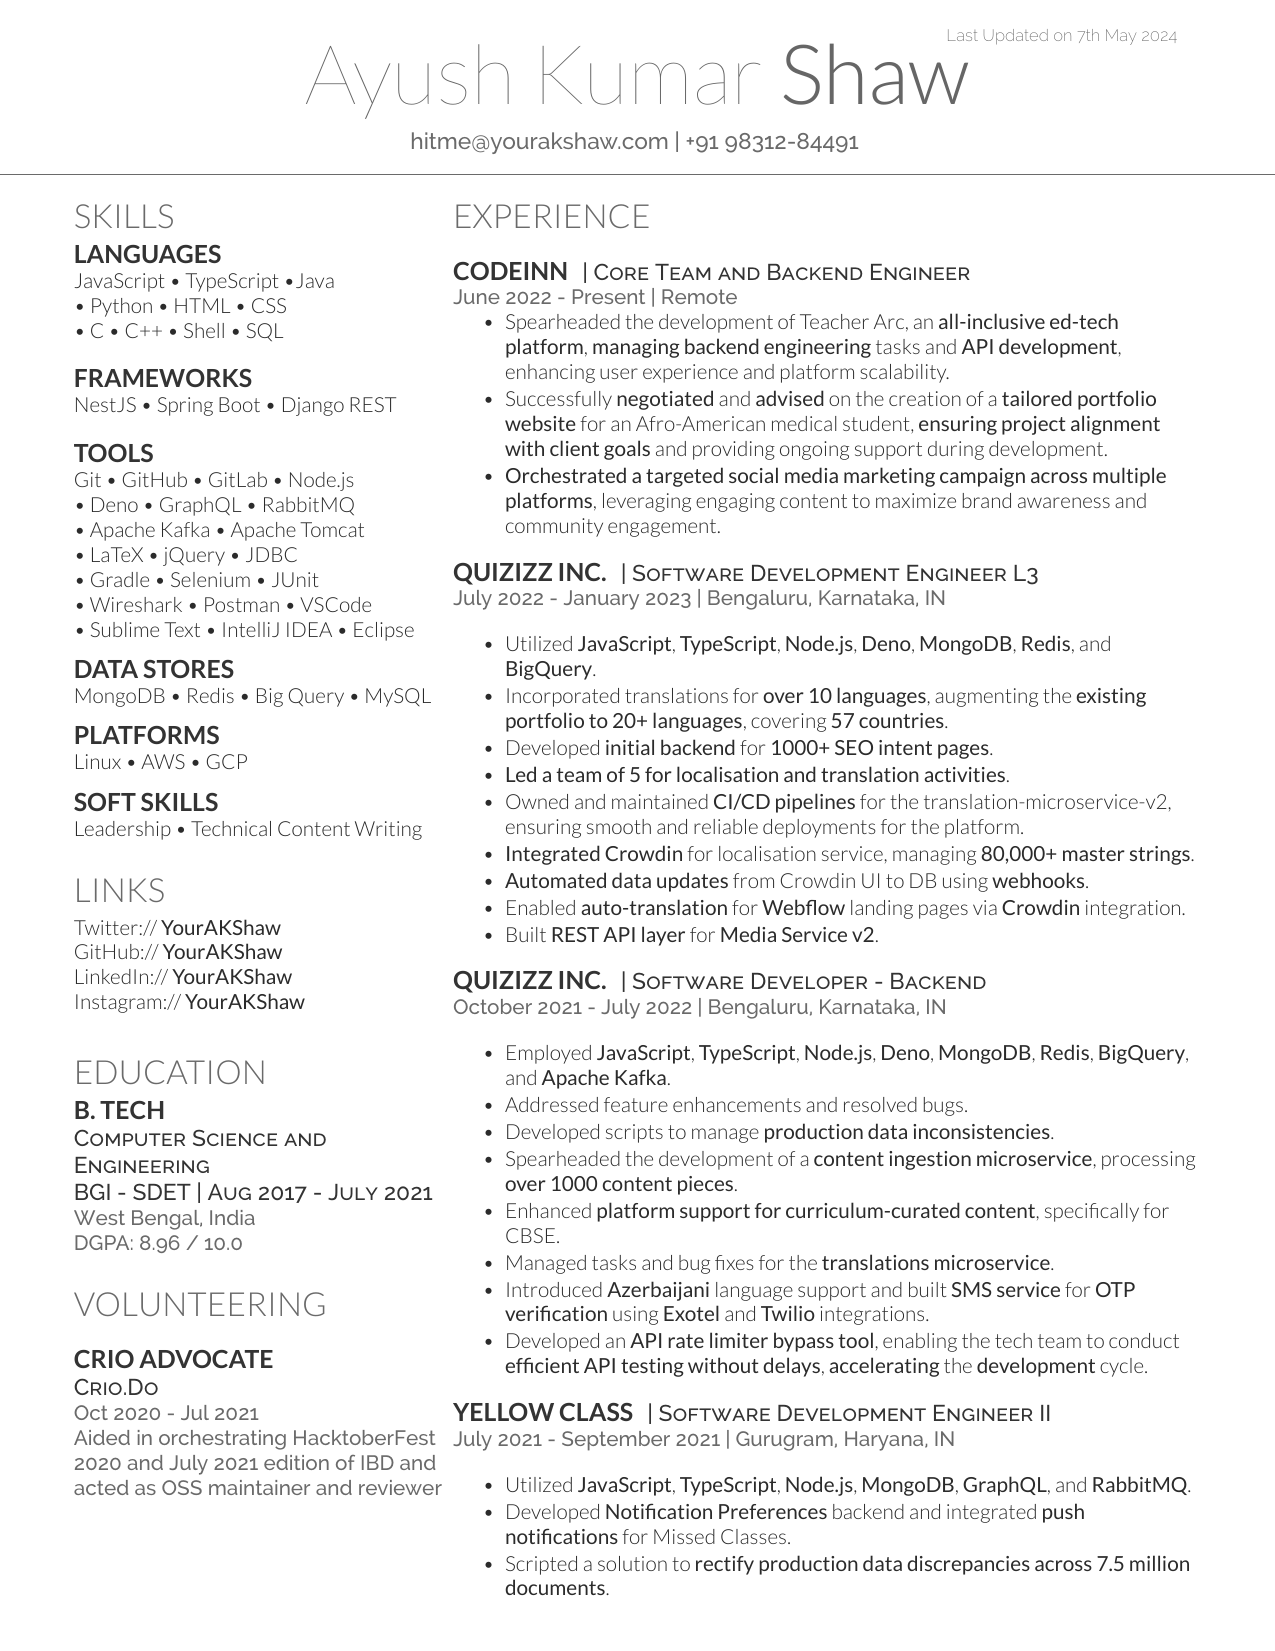 Last Updated on 7th May 2024
Ayush Kumar Shaw
hitme@yourakshaw.com | +91 98312-84491
SKILLS
LANGUAGES
JavaScript • TypeScript •Java
• Python • HTML • CSS
• C • C++ • Shell • SQL
FRAMEWORKS
NestJS • Spring Boot • Django REST
TOOLS
Git • GitHub • GitLab • Node.js
• Deno • GraphQL • RabbitMQ
• Apache Kafka • Apache Tomcat
• LaTeX • jQuery • JDBC
• Gradle • Selenium • JUnit
• Wireshark • Postman • VSCode
• Sublime Text • IntelliJ IDEA • Eclipse
DATA STORES
MongoDB • Redis • Big Query • MySQL
PLATFORMS
Linux • AWS • GCP
SOFT SKILLS
Leadership • Technical Content Writing
LINKS
Twitter:// YourAKShaw
GitHub:// YourAKShaw
LinkedIn:// YourAKShaw
Instagram:// YourAKShaw
EDUCATION
B. TECH
Computer Science and
Engineering
BGI - SDET | Aug 2017 - July 2021
West Bengal, India
DGPA: 8.96 / 10.0
VOLUNTEERING
CRIO ADVOCATE
Crio.Do
Oct 2020 - Jul 2021
Aided in orchestrating HacktoberFest
2020 and July 2021 edition of IBD and
acted as OSS maintainer and reviewer
EXPERIENCE
CODEINN | Core Team and Backend Engineer
June 2022 - Present | Remote
• Spearheaded the development of Teacher Arc, an all-inclusive ed-tech
platform, managing backend engineering tasks and API development,
enhancing user experience and platform scalability.
• Successfully negotiated and advised on the creation of a tailored portfolio
website for an Afro-American medical student, ensuring project alignment
with client goals and providing ongoing support during development.
• Orchestrated a targeted social media marketing campaign across multiple
platforms, leveraging engaging content to maximize brand awareness and
community engagement.
QUIZIZZ INC. | Software Development Engineer L3
July 2022 - January 2023 | Bengaluru, Karnataka, IN
• Utilized JavaScript, TypeScript, Node.js, Deno, MongoDB, Redis, and
BigQuery.
• Incorporated translations for over 10 languages, augmenting the existing
portfolio to 20+ languages, covering 57 countries.
• Developed initial backend for 1000+ SEO intent pages.
• Led a team of 5 for localisation and translation activities.
• Owned and maintained CI/CD pipelines for the translation-microservice-v2,
ensuring smooth and reliable deployments for the platform.
• Integrated Crowdin for localisation service, managing 80,000+ master strings.
• Automated data updates from Crowdin UI to DB using webhooks.
• Enabled auto-translation for Webflow landing pages via Crowdin integration.
• Built REST API layer for Media Service v2.
QUIZIZZ INC. | Software Developer - Backend
October 2021 - July 2022 | Bengaluru, Karnataka, IN
• Employed JavaScript, TypeScript, Node.js, Deno, MongoDB, Redis, BigQuery,
and Apache Kafka.
• Addressed feature enhancements and resolved bugs.
• Developed scripts to manage production data inconsistencies.
• Spearheaded the development of a content ingestion microservice, processing
over 1000 content pieces.
• Enhanced platform support for curriculum-curated content, specifically for
CBSE.
• Managed tasks and bug fixes for the translations microservice.
• Introduced Azerbaijani language support and built SMS service for OTP
verification using Exotel and Twilio integrations.
• Developed an API rate limiter bypass tool, enabling the tech team to conduct
efficient API testing without delays, accelerating the development cycle.
YELLOW CLASS | Software Development Engineer II
July 2021 - September 2021 | Gurugram, Haryana, IN
• Utilized JavaScript, TypeScript, Node.js, MongoDB, GraphQL, and RabbitMQ.
• Developed Notification Preferences backend and integrated push
notifications for Missed Classes.
• Scripted a solution to rectify production data discrepancies across 7.5 million
documents.